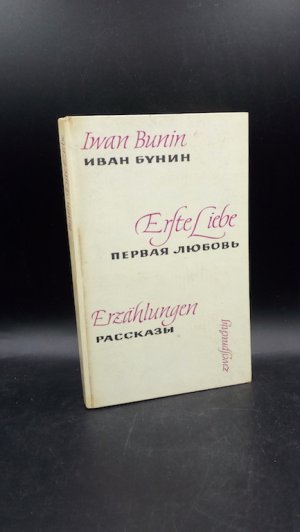 Iwan Bunin
ИВАН БУНИН
Erste Liebe
ПЕРВАЯ ЛЮБОВЬ
Erzählungen
РАССКАЗЫ
zweisprachig